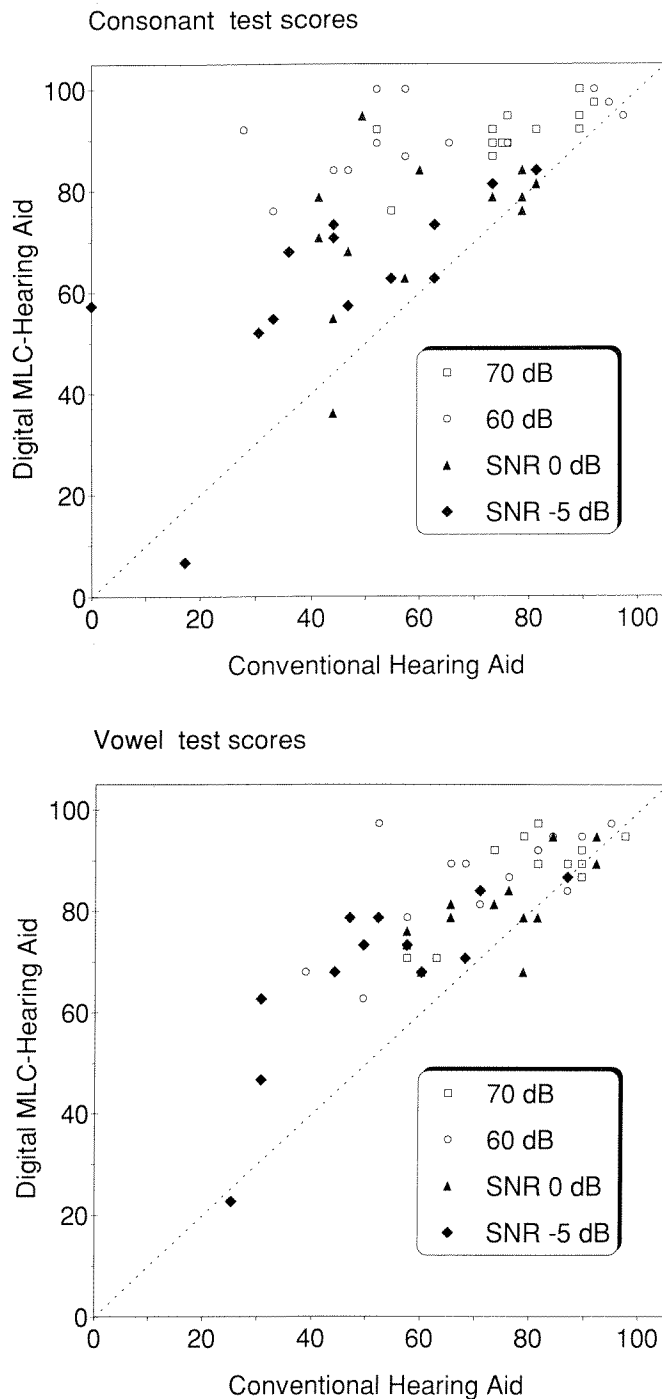 Consonant test scores
100
80
60
40
20
0
Digital MLC-Hearing Aid
70 dB
60 dB
SNR 0 dB
SNR -5 dB
0 20 40 60 80 100
Conventional Hearing Aid
Vowel test scores
100
80
60
40
20
0
Digital MLC-Hearing Aid
70 dB
60 dB
SNR 0 dB
SNR -5 dB
0 20 40 60 80 100
Conventional Hearing Aid